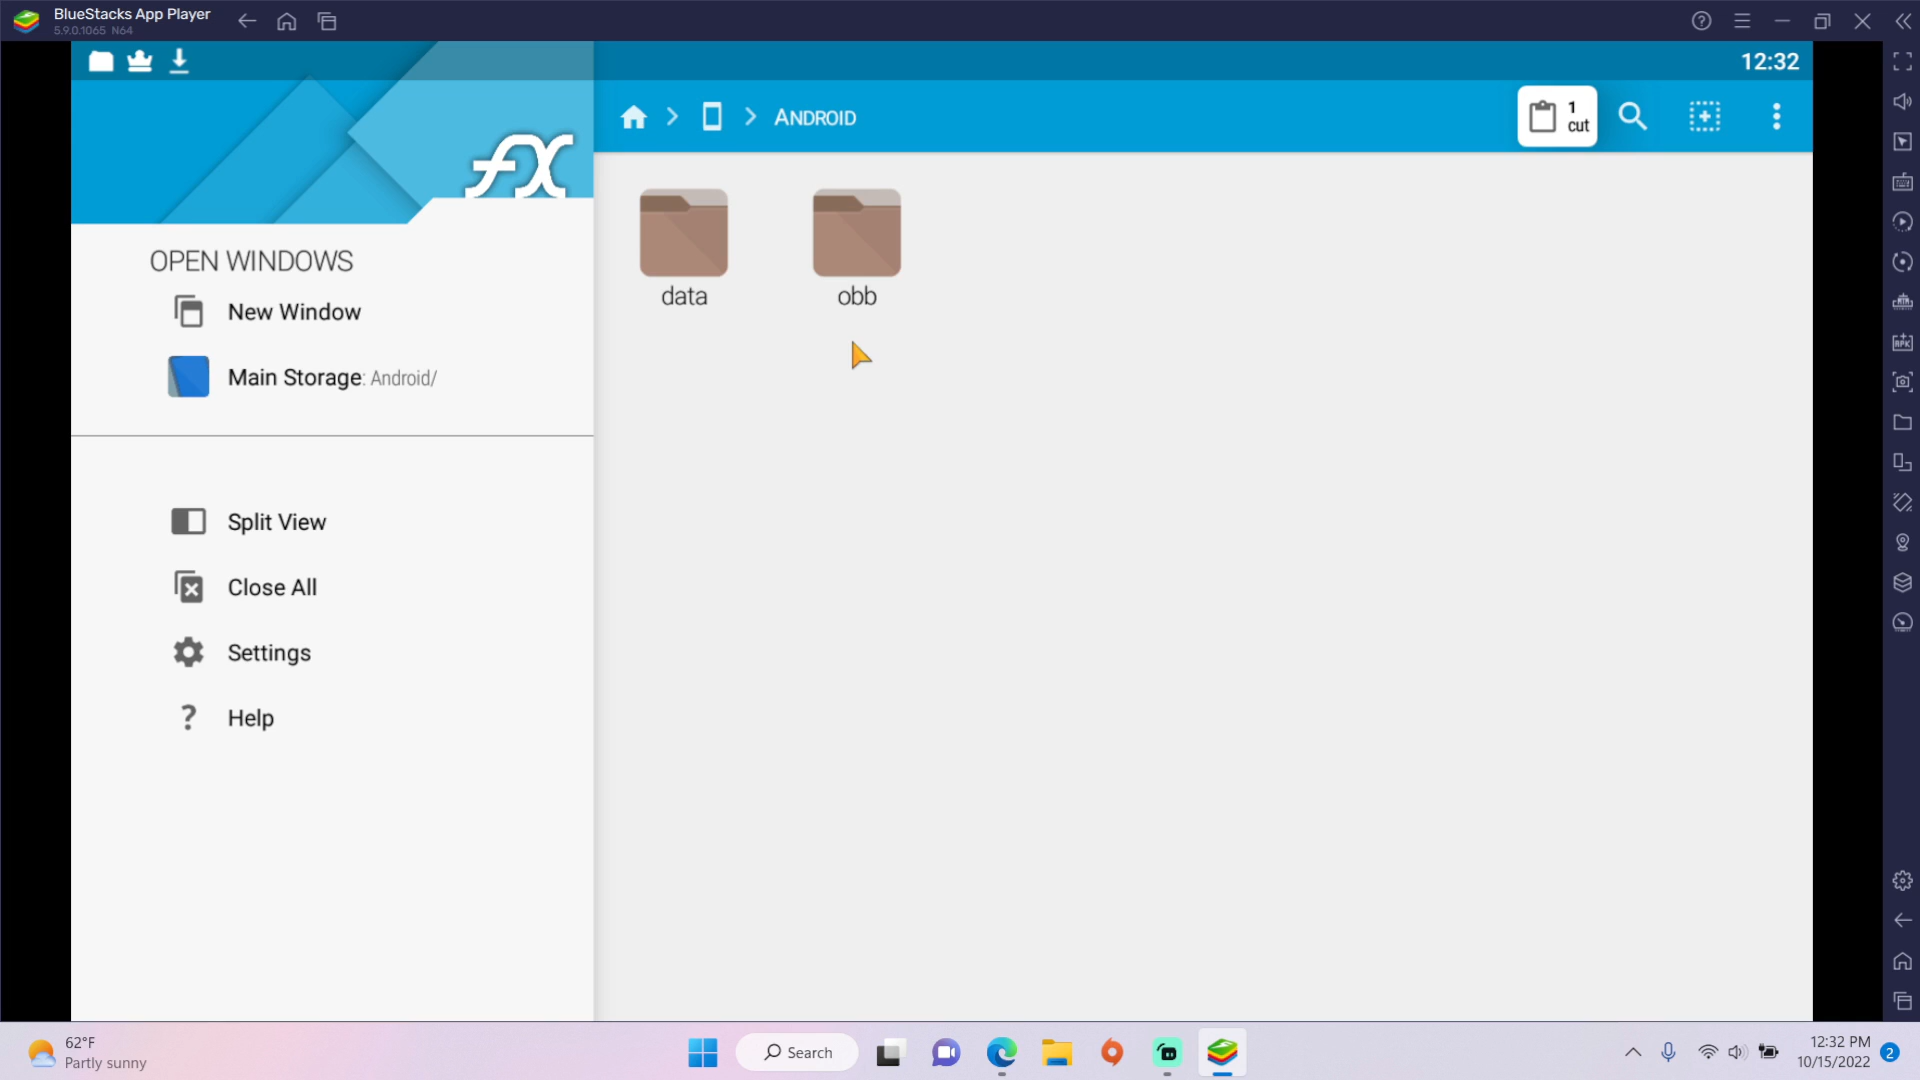 BlueStacks App Player
5.9.0.1065 N64
12:32
fX
ANDROID
1
cut
OPEN WINDOWS
New Window
Main Storage: Android/
data
obb
Split View
Close All
Settings
? Help
62°F
Partly sunny
Search
12:32 PM
10/15/2022
2